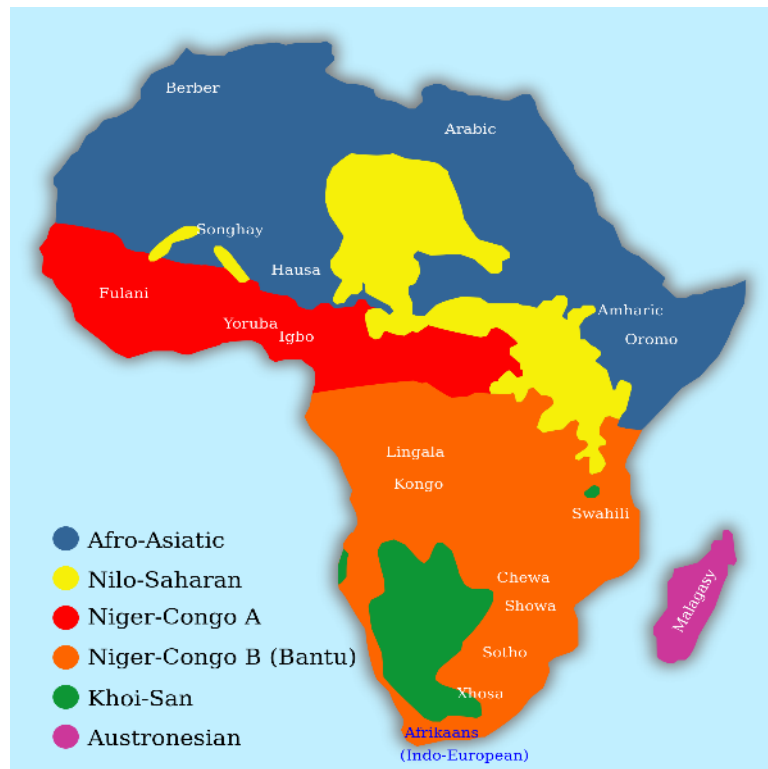 Berber
Arabic
Songhay
Hausa
Fulani
Amharic
Yoruba
Igbo
Oromo
Lingala
Kongo
Swahili
Afro-Asiatic
Nilo-Saharan
Niger-Congo A
Niger-Congo B (Bantu)
Khoi-San
Austronesian
Chewa
Showa
Sotho
Xhosa
Malagasy
Afrikaans
(Indo-European)